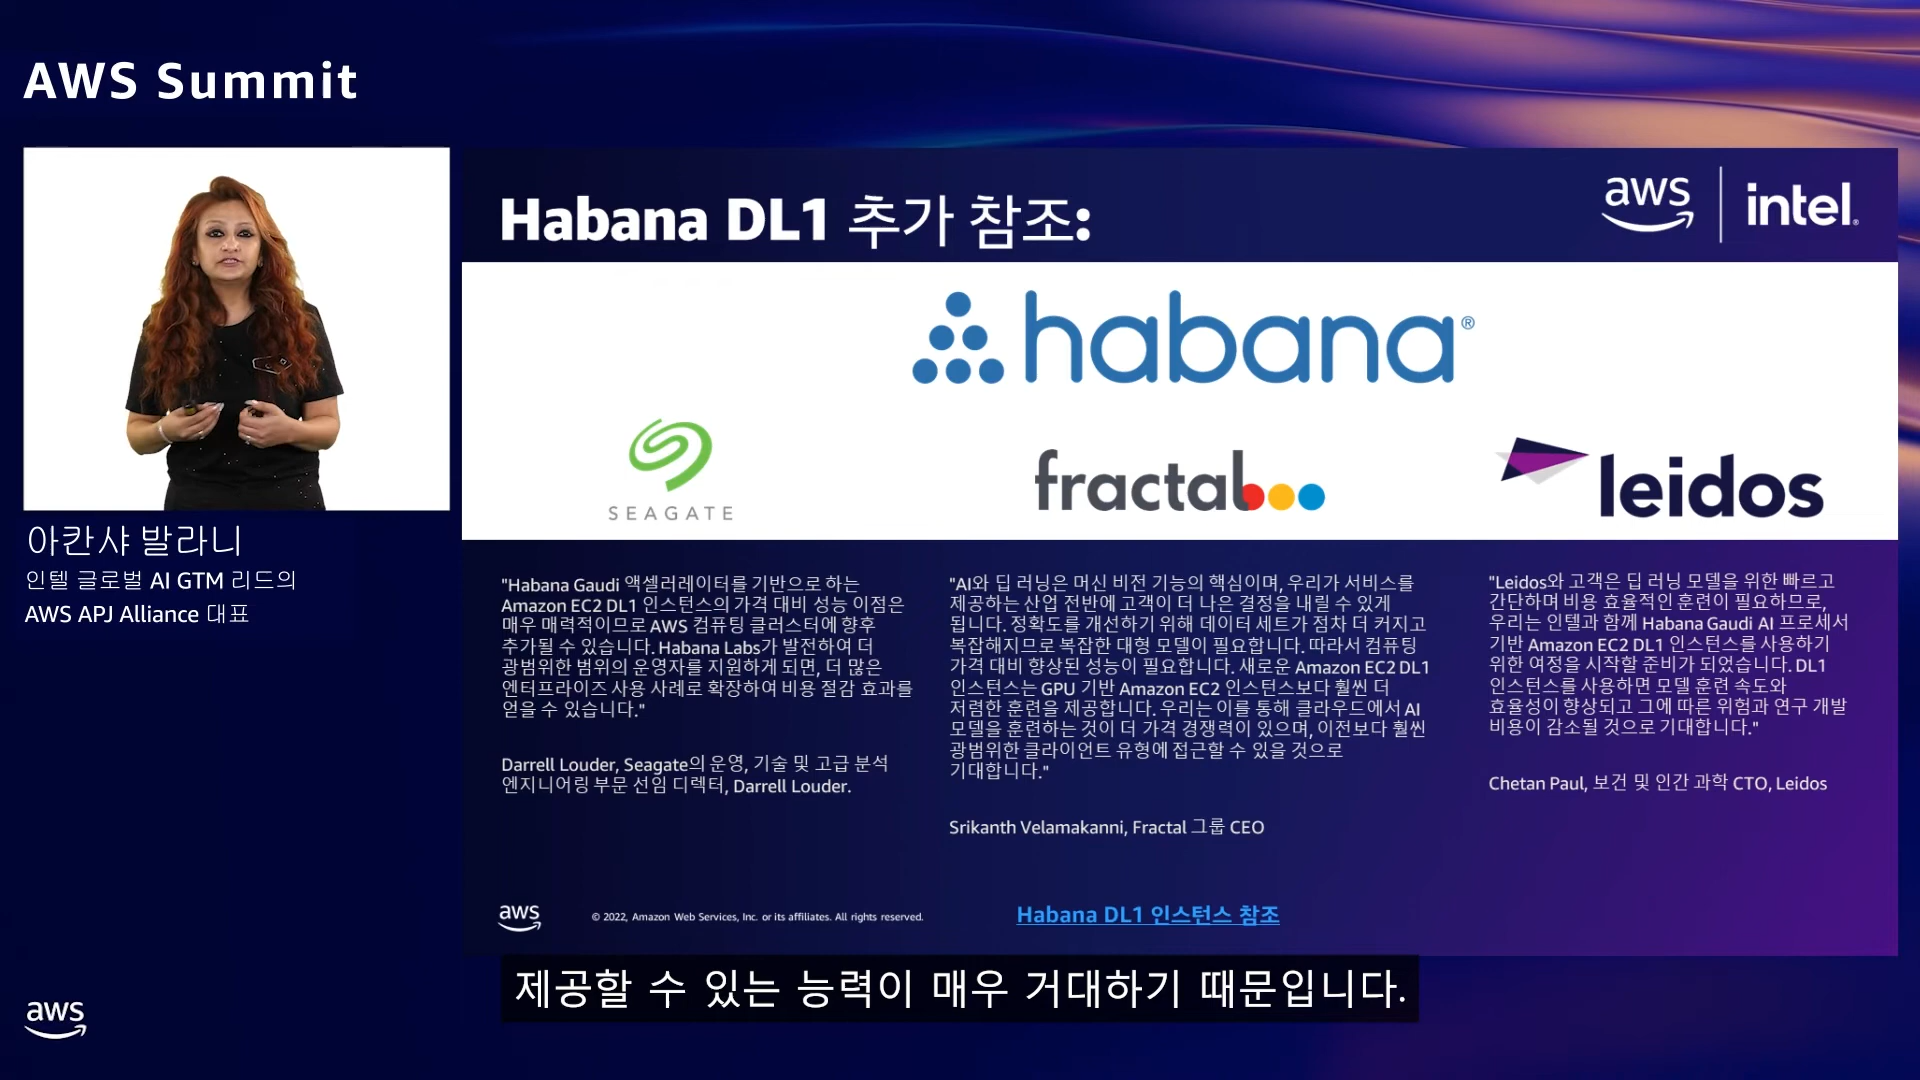 AWS Summit
아칸샤 발라니
인텔 글로벌 AI GTM 리드의
AWS APJ Alliance 대표
Habana DL1 추가 참조:
aws
intel.
habana®
SEAGATE
fractal
leidos
"Habana Gaudi 액셀러레이터를 기반으로 하는
Amazon EC2 DL1 인스턴스의 가격 대비 성능 이점은
매우 매력적이므로 AWS 컴퓨팅 클러스터에 향후
추가될 수 있습니다. Habana Labs가 발전하여 더
광범위한 범위의 운영자를 지원하게 되면, 더 많은
엔터프라이즈 사용 사례로 확장하여 비용 절감 효과를
얻을 수 있습니다."
Darrell Louder, Seagate의 운영, 기술 및 고급 분석
엔지니어링 부문 선임 디렉터, Darrell Louder.
"AI와 딥 러닝은 머신 비전 기능의 핵심이며, 우리가 서비스를
제공하는 산업 전반에 고객이 더 나은 결정을 내릴 수 있게
됩니다. 정확도를 개선하기 위해 데이터 세트가 점차 더 커지고
복잡해지므로 복잡한 대형 모델이 필요합니다. 따라서 컴퓨팅
가격 대비 향상된 성능이 필요합니다. 새로운 Amazon EC2 DL1
인스턴스는 GPU 기반 Amazon EC2 인스턴스보다 훨씬 더
저렴한 훈련을 제공합니다. 우리는 이를 통해 클라우드에서 AI
모델을 훈련하는 것이 더 가격 경쟁력이 있으며, 이전보다 훨씬
광범위한 클라이언트 유형에 접근할 수 있을 것으로
기대합니다."
Srikanth Velamakanni, Fractal 그룹 CEO
"Leidos와 고객은 딥 러닝 모델을 위한 빠르고
간단하며 비용 효율적인 훈련이 필요하므로,
우리는 인텔과 함께 Habana Gaudi AI 프로세서
기반 Amazon EC2 DL1 인스턴스를 사용하기
위한 여정을 시작할 준비가 되었습니다. DL1
인스턴스를 사용하면 모델 훈련 속도와
효율성이 향상되고 그에 따른 위험과 연구 개발
비용이 감소될 것으로 기대합니다."
Chetan Paul, 보건 및 인간 과학 CTO, Leidos
aws
© 2022, Amazon Web Services, Inc. or its affiliates. All rights reserved.
Habana DL1 인스턴스 참조
제공할 수 있는 능력이 매우 거대하기 때문입니다.
aws